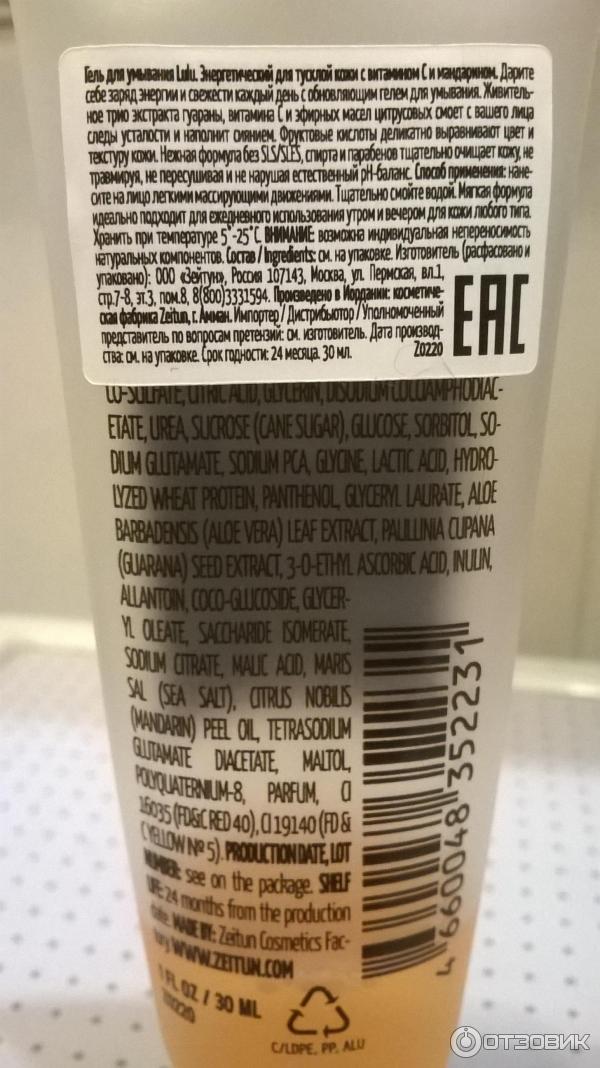 Гель для умывания Lulu. Энергетический для тусклой кожи с витамином С и мандарином. Дарите
себе заряд энергии и свежести каждый день с обновляющим гелем для умывания. Живитель-
ное трио экстракта гуараны, витамина С и эфирных масел цитрусовых смоет с вашего лица
следы усталости и наполнит сиянием. Фруктовые кислоты деликатно выравнивают цвет и
текстуру кожи. Нежная формула без SLS/SLES, спирта и парабенов тщательно очищает кожу, не
травмируя, не пересушивая и не нарушая естественный pH-баланс. Способ применения: нане-
сите на лицо легкими массирующими движениями. Тщательно смойте водой. Мягкая формула
идеально подходит для ежедневного использования утром и вечером для кожи любого типа.
Хранить при температуре 5°-25°С. ВНИМАНИЕ: возможна индивидуальная непереносимость
натуральных компонентов. Состав / Ingredients: см. на упаковке. Изготовитель (расфасовано и
упаковано): ООО «Зейтун», Россия 107143, Москва, ул. Пермская, вл.1,
стр.7-8, эт.3, пом.8, 8(800)3331594. Произведено в Иордании: косметиче-
ская фабрика Zeitun, г. Амман. Импортер / Дистрибьютор / Уполномоченный
представитель по вопросам претензий: см. изготовитель. Дата производ-
ства: см. на упаковке. Срок годности: 24 месяца. 30 мл. Z0220
EAC
CO-SULFATE, CITRIC ACID, GLYCERIN, DISODIUM COCOAMPHODIAC-
ETATE, UREA, SUCROSE (CANE SUGAR), GLUCOSE, SORBITOL, SO-
DIUM GLUTAMATE, SODIUM PCA, GLYCINE, LACTIC ACID, HYDRO-
LYZED WHEAT PROTEIN, PANTHENOL, GLYCERYL LAURATE, ALOE
BARBADENSIS (ALOE VERA) LEAF EXTRACT, PAULLINIA CUPANA
(GUARANA) SEED EXTRACT, 3-O-ETHYL ASCORBIC ACID, INULIN,
ALLANTOIN, COCO-GLUCOSIDE, GLYCER-
YL OLEATE, SACCHARIDE ISOMERATE,
SODIUM CITRATE, MALIC ACID, MARIS
SAL (SEA SALT), CITRUS NOBILIS
(MANDARIN) PEEL OIL, TETRASODIUM
GLUTAMATE DIACETATE, MALTOL,
POLYQUATERNIUM-8, PARFUM, CI
16035 (FD&C RED 40), CI 19140 (FD &
C YELLOW № 5). PRODUCTION DATE, LOT
NUMBER: see on the package. SHELF
LIFE: 24 months from the production
date. MADE BY: Zeitun Cosmetics Fac-
tory WWW.ZEITUN.COM
1 FL OZ / 30 ML
Z0220
C/LDPE, PP, ALU
4 660048 352231
ОТЗОВИК